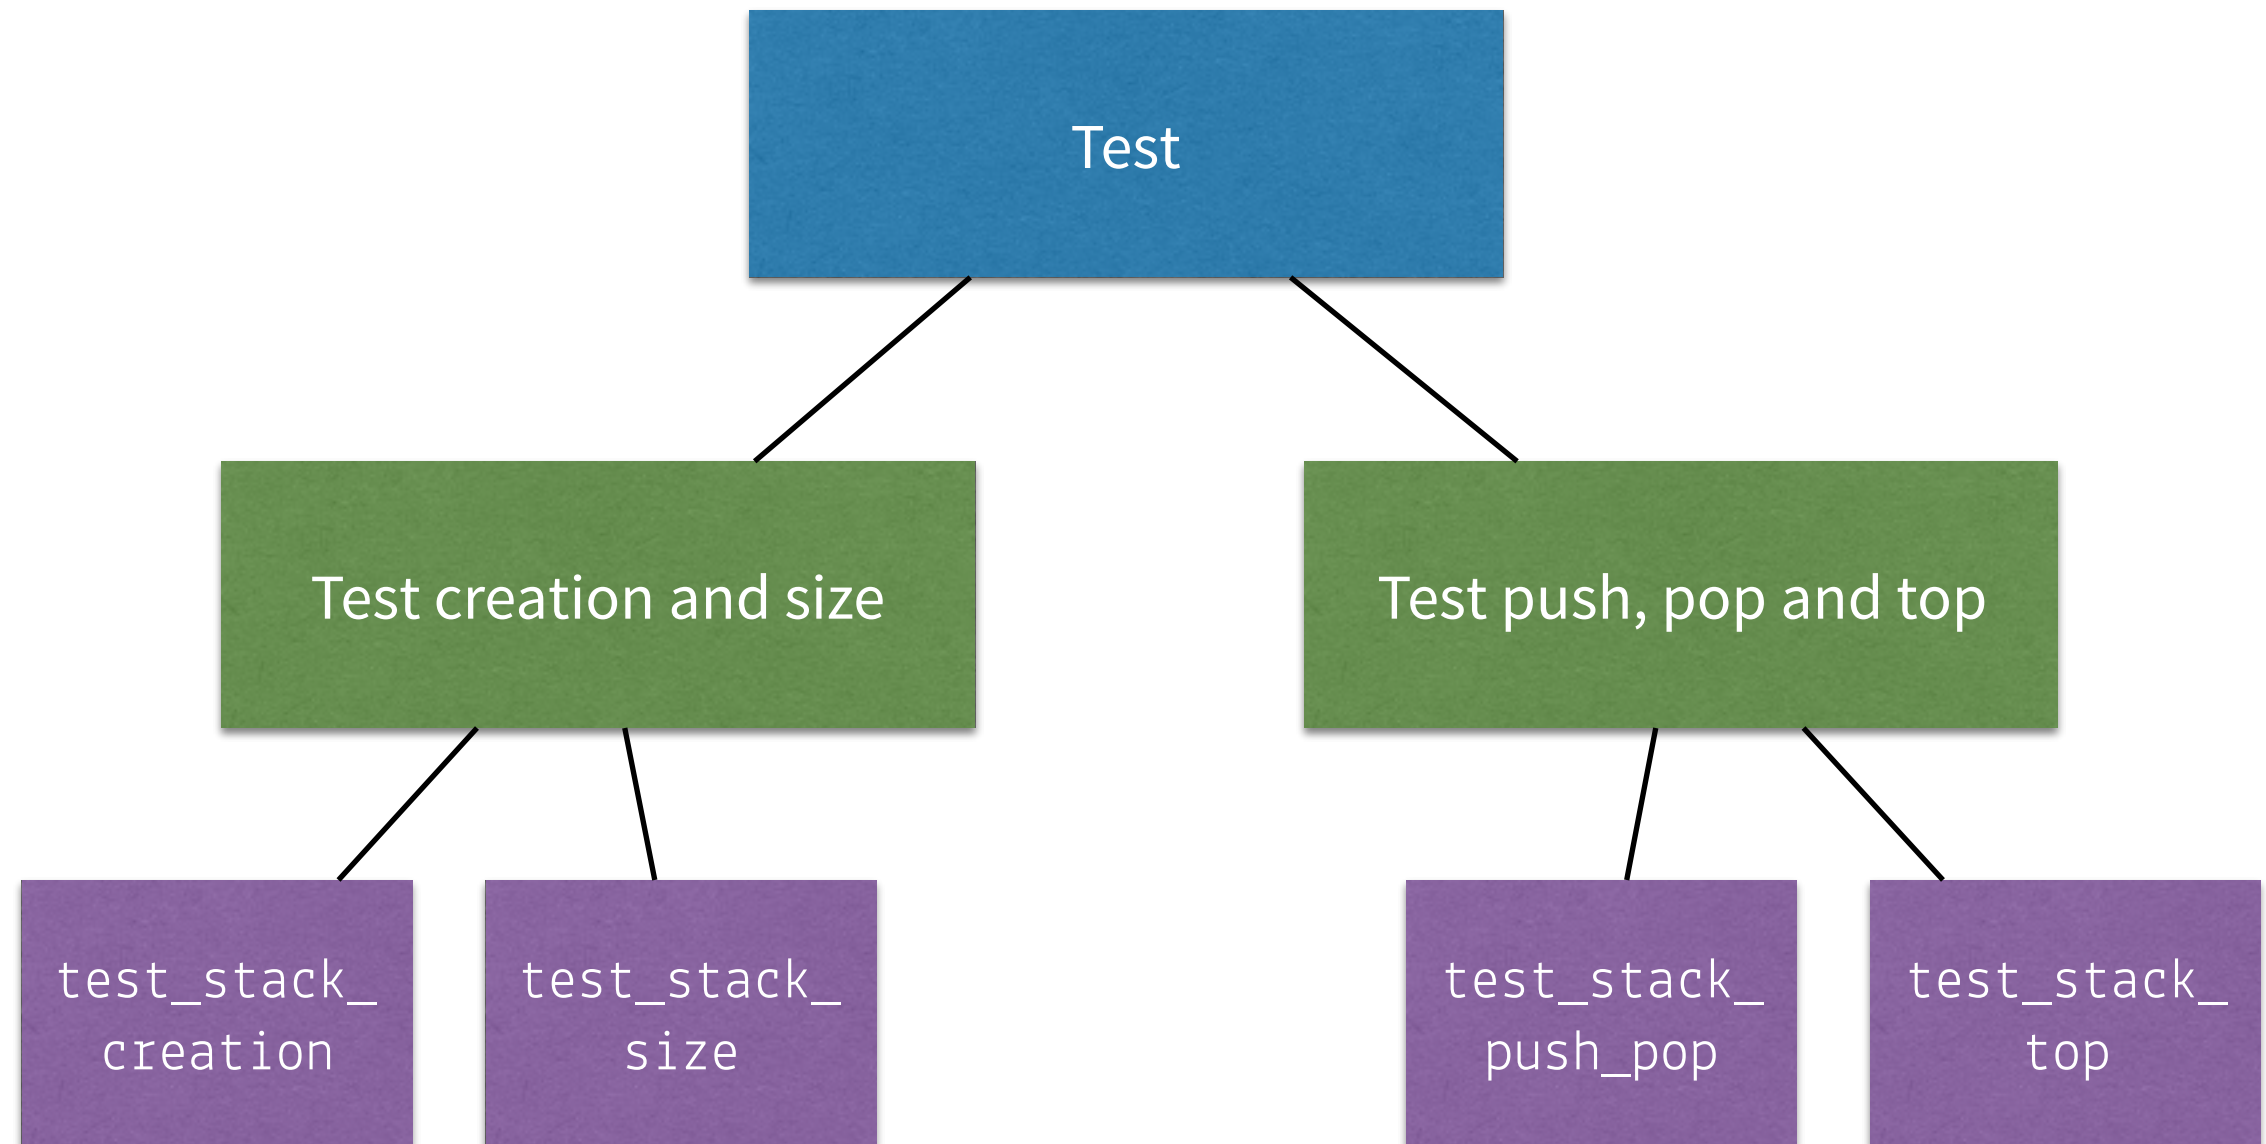 Test
Test creation and size
Test push, pop and top
test_stack_
creation
test_stack_
size
test_stack_
push_pop
test_stack_
top